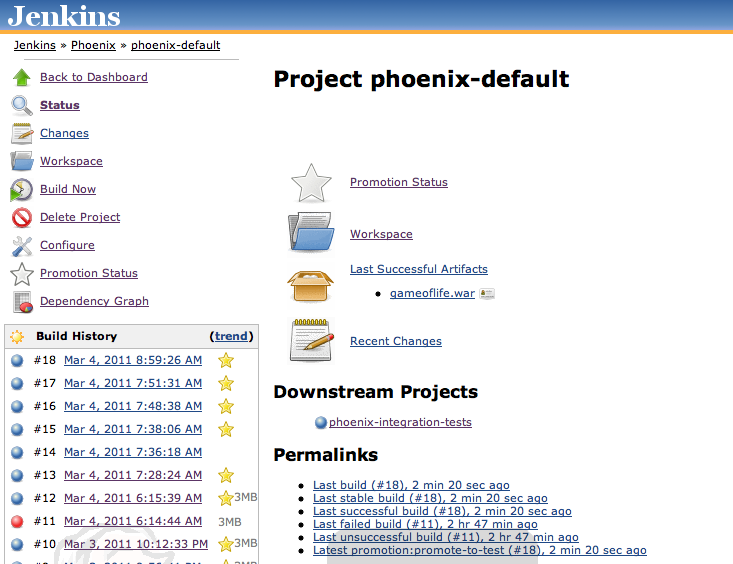 Jenkins
Jenkins » Phoenix » phoenix-default
Back to Dashboard
Status
Changes
Workspace
Build Now
Delete Project
Configure
Promotion Status
Dependency Graph
Build History (trend)
#18 Mar 4, 2011 8:59:26 AM
#17 Mar 4, 2011 7:51:31 AM
#16 Mar 4, 2011 7:48:38 AM
#15 Mar 4, 2011 7:38:06 AM
#14 Mar 4, 2011 7:36:18 AM
#13 Mar 4, 2011 7:28:24 AM
#12 Mar 4, 2011 6:15:39 AM 3MB
#11 Mar 4, 2011 6:14:44 AM 3MB
#10 Mar 3, 2011 10:12:33 PM 3MB
Project phoenix-default
Promotion Status
Workspace
Last Successful Artifacts
gameoflife.war
Recent Changes
Downstream Projects
phoenix-integration-tests
Permalinks
Last build (#18), 2 min 20 sec ago
Last stable build (#18), 2 min 20 sec ago
Last successful build (#18), 2 min 20 sec ago
Last failed build (#11), 2 hr 47 min ago
Last unsuccessful build (#11), 2 hr 47 min ago
Latest promotion:promote-to-test (#18), 2 min 20 sec ago